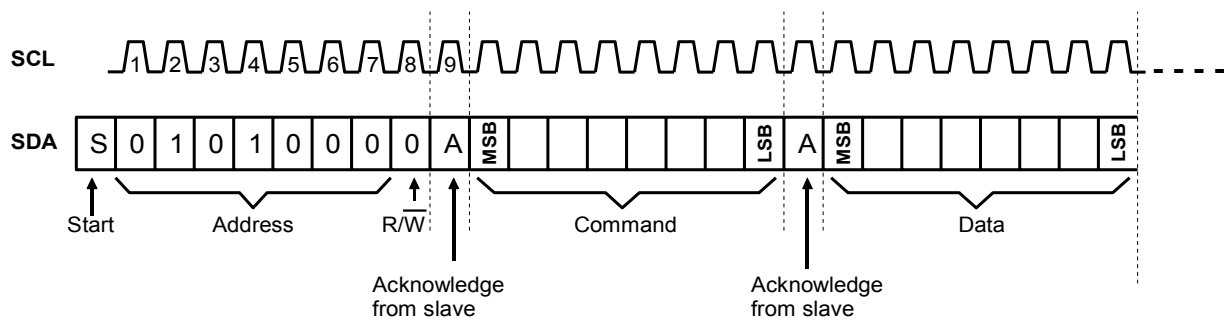 SCL 1 2 3 4 5 6 7 8 9
SDA S 0 1 0 1 0 0 0 0 A MSB LSB A MSB LSB
Start Address R/W̅ Command Data
Acknowledge Acknowledge
from slave from slave